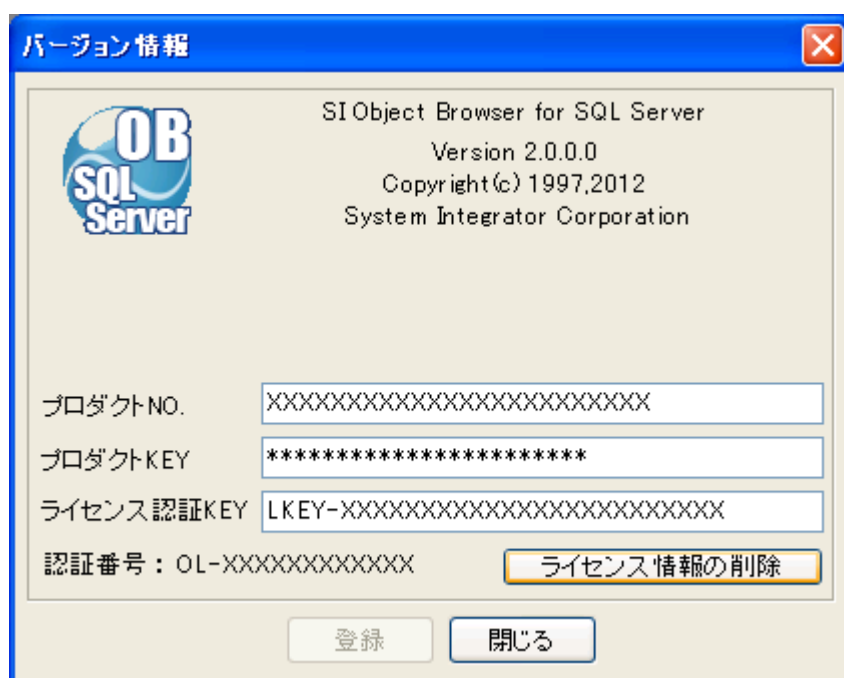 バージョン情報
OB
SQL
Server
SI Object Browser for SQL Server
Version 2.0.0.0
Copyright(c) 1997,2012
System Integrator Corporation
プロダクトNO. XXXXXXXXXXXXXXXXXXXXXXXX
プロダクトKEY ***********************
ライセンス認証KEY LKEY-XXXXXXXXXXXXXXXXXXXXXXXX
認証番号：OL-XXXXXXXXXXXX ライセンス情報の削除
登録 閉じる